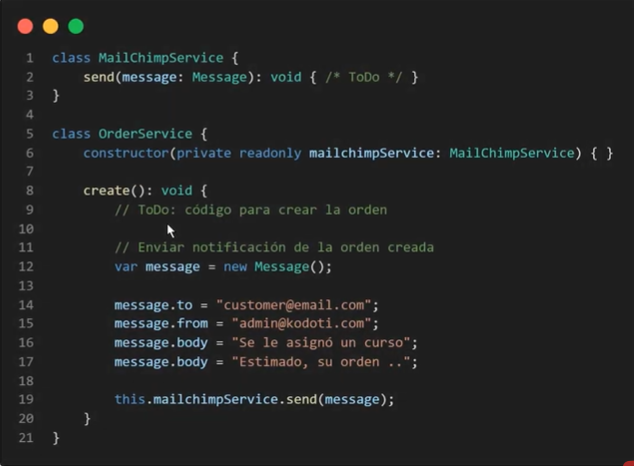 1 class MailChimpService {
2 send(message: Message): void { /* ToDo */ }
3 }
4
5 class OrderService {
6 constructor(private readonly mailchimpService: MailChimpService) { }
7
8 create(): void {
9 // ToDo: código para crear la orden
10
11 // Enviar notificación de la orden creada
12 var message = new Message();
13
14 message.to = "customer@email.com";
15 message.from = "admin@kodoti.com";
16 message.body = "Se le asignó un curso";
17 message.body = "Estimado, su orden ..";
18
19 this.mailchimpService.send(message);
20 }
21 }